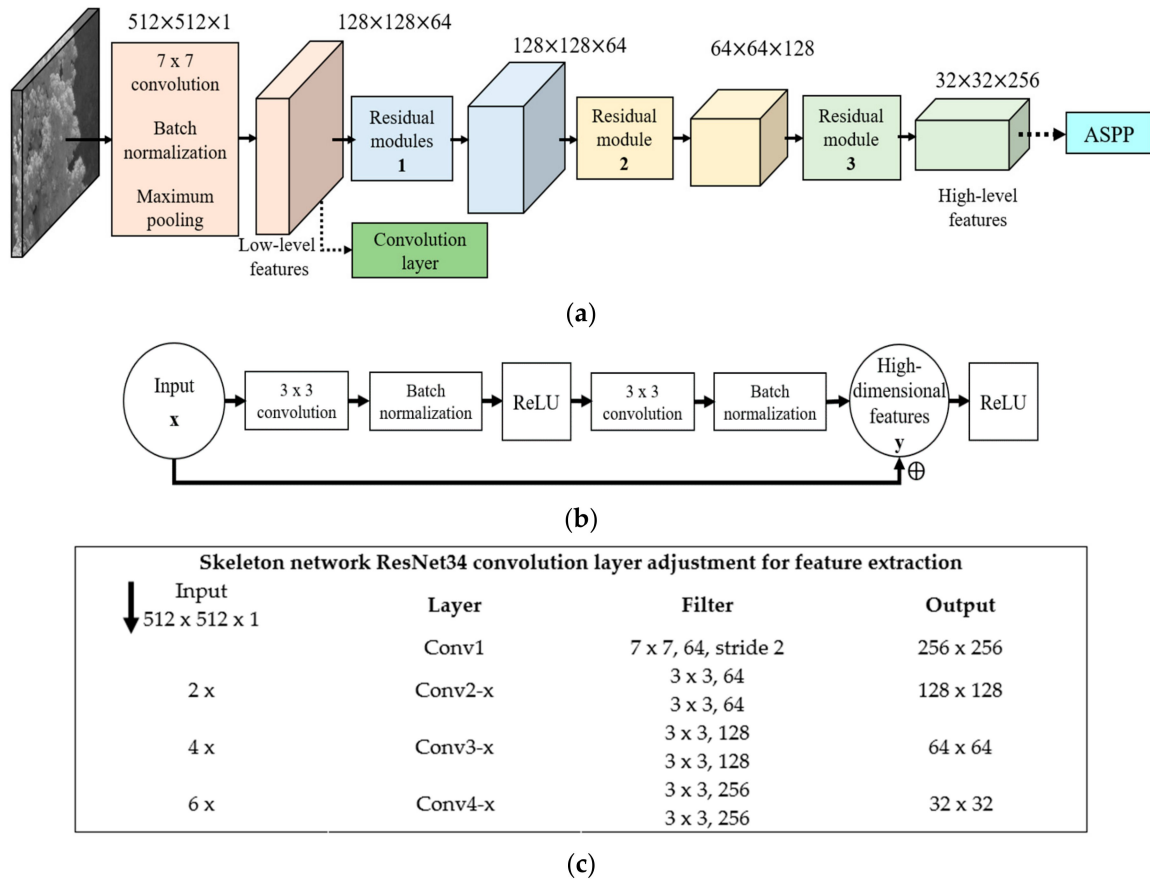 512×512×1
128×128×64
128×128×64
64×64×128
32×32×256
7 x 7
convolution
Batch
normalization
Maximum
pooling
Low-level
features
Residual
modules
1
Convolution
layer
Residual
module
2
Residual
module
3
High-level
features
ASPP
(a)
Input
x
3 x 3
convolution
Batch
normalization
ReLU
3 x 3
convolution
Batch
normalization
High-
dimensional
features
y
⊕
ReLU
(b)
Skeleton network ResNet34 convolution layer adjustment for feature extraction
Input
512 x 512 x 1
Layer Filter Output
Conv1 7 x 7, 64, stride 2 256 x 256
2 x Conv2-x 3 x 3, 64
3 x 3, 64 128 x 128
4 x Conv3-x 3 x 3, 128
3 x 3, 128 64 x 64
6 x Conv4-x 3 x 3, 256
3 x 3, 256 32 x 32
(c)